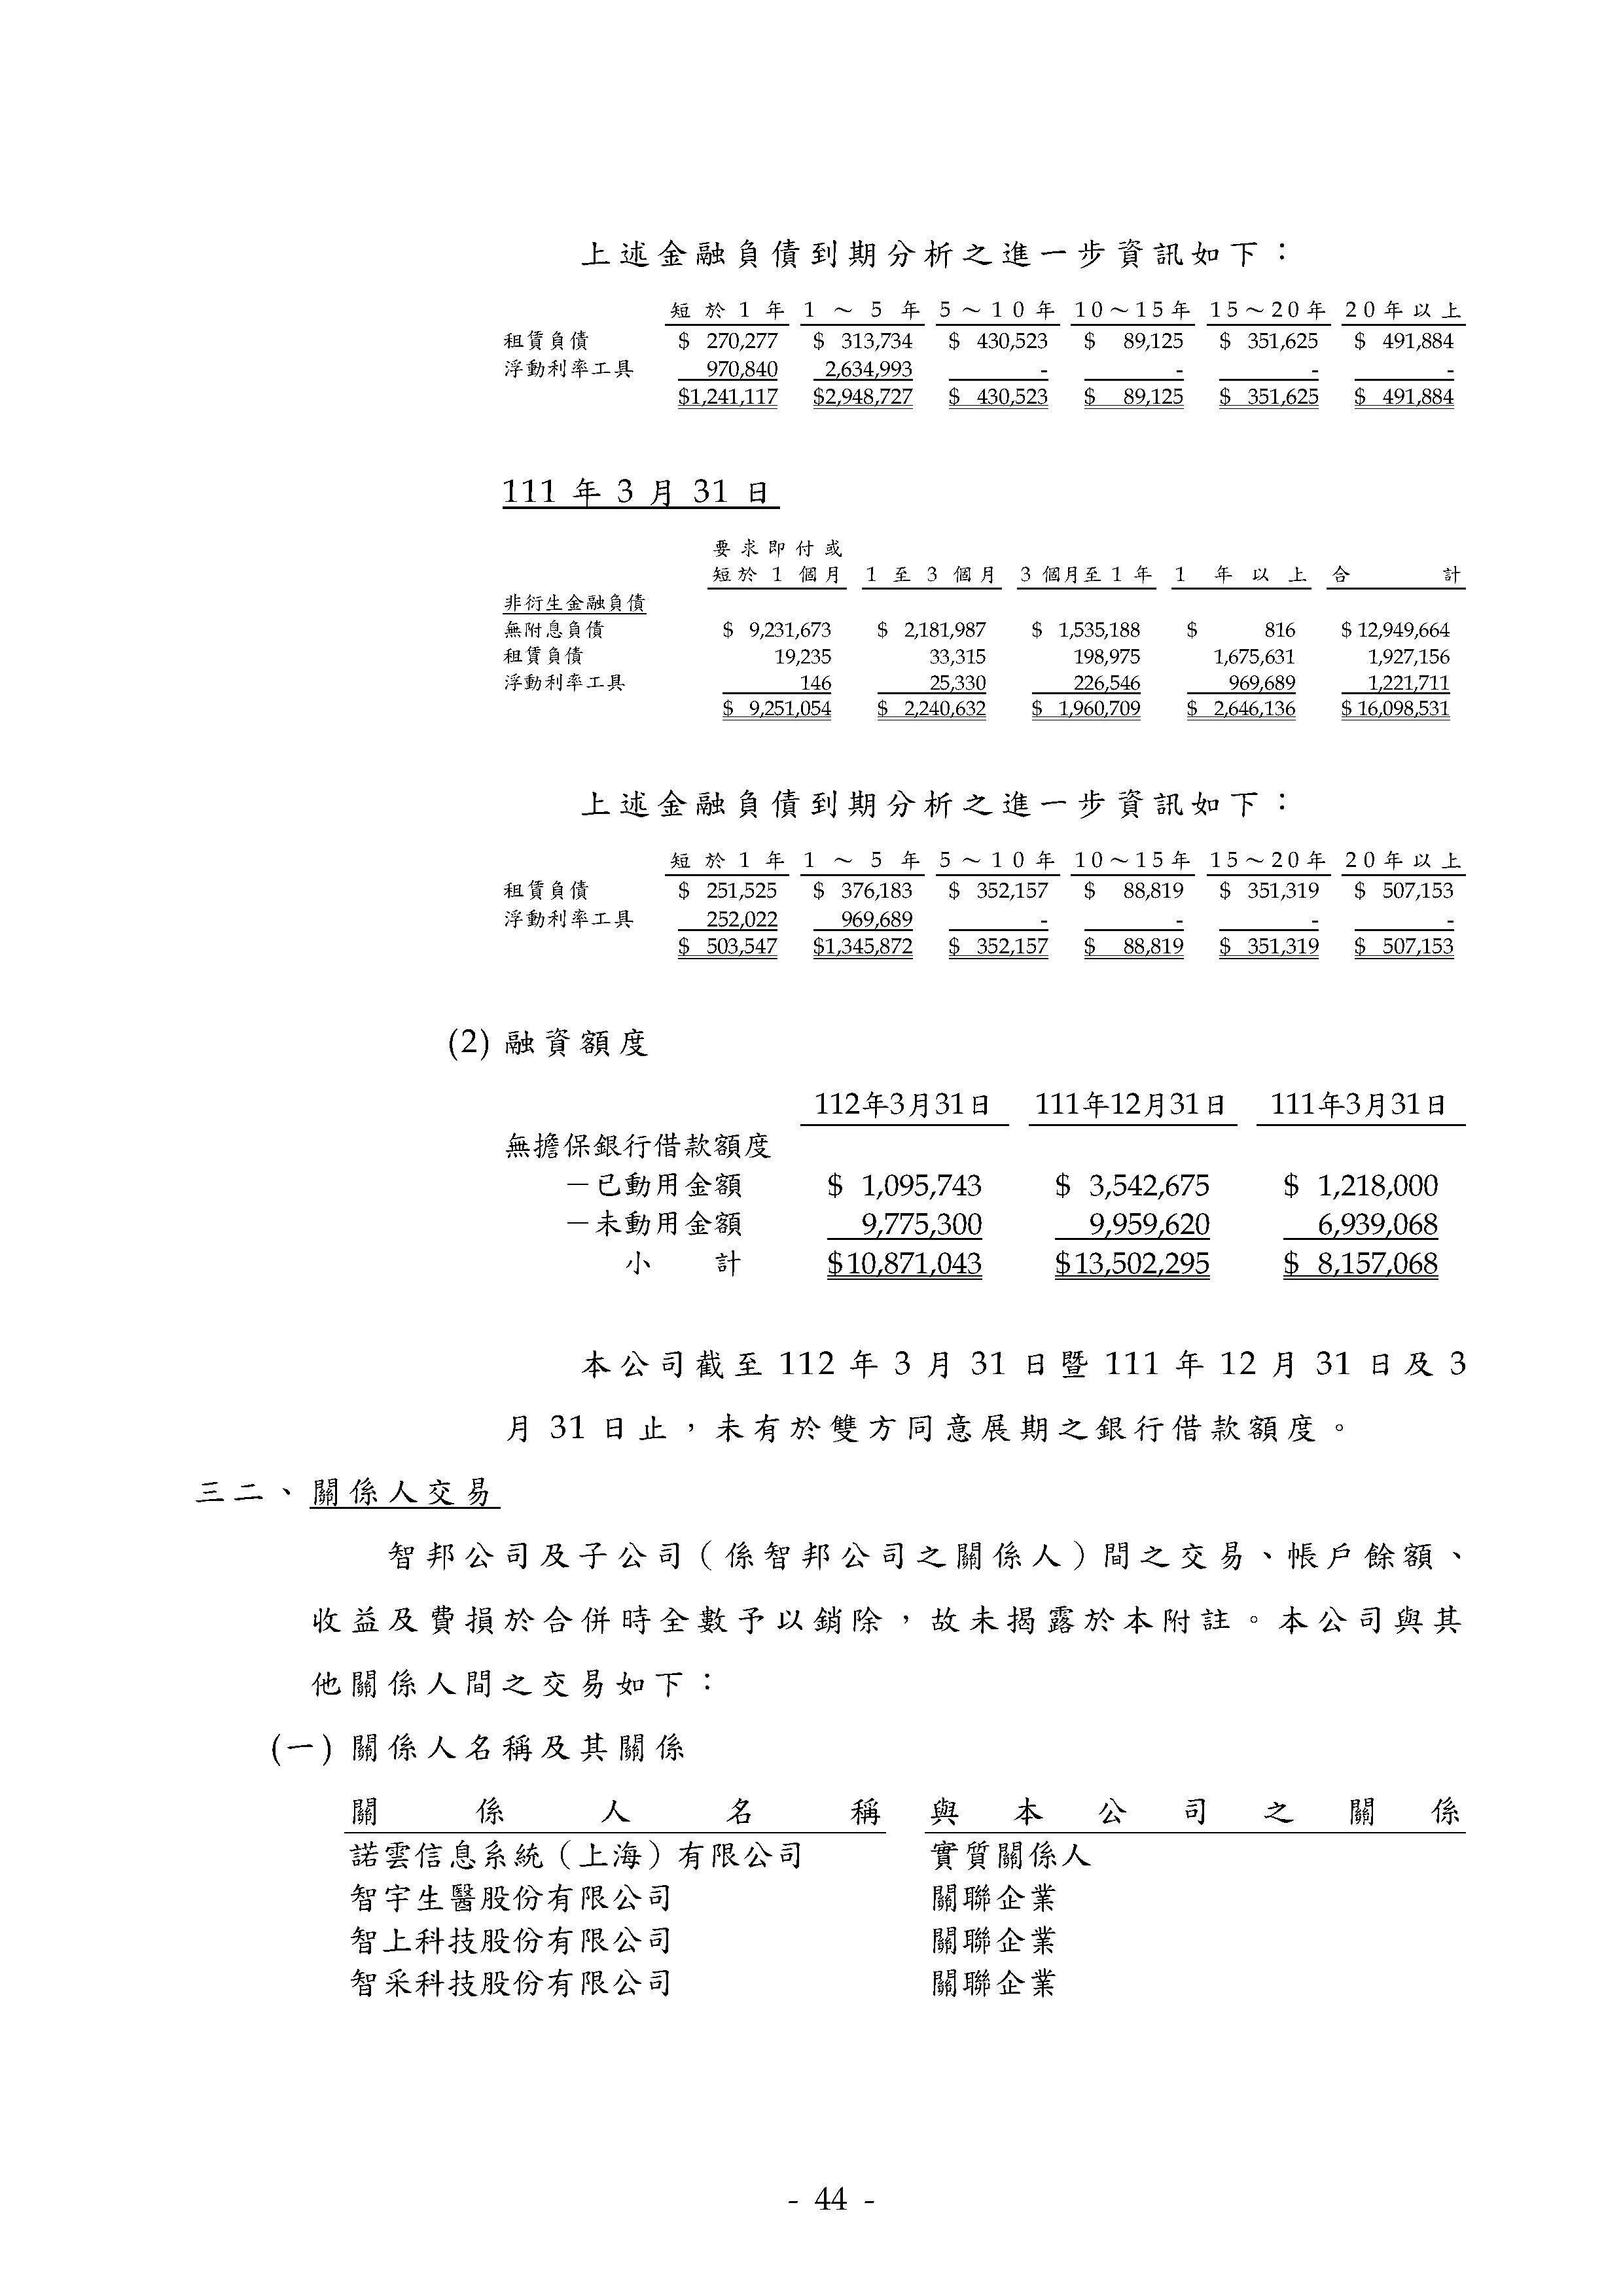 上述金融負債到期分析之進一步資訊如下：
短於1年 1～5年 5～10年 10～15年 15～20年 20年以上
租賃負債 $ 270,277 $ 313,734 $ 430,523 $ 89,125 $ 351,625 $ 491,884
浮動利率工具 970,840 2,634,993 - - - -
$1,241,117 $2,948,727 $ 430,523 $ 89,125 $ 351,625 $ 491,884
111 年 3 月 31 日
要求即付或
短於 1 個月 1 至 3 個月 3 個月至 1 年 1 年以上 合計
非衍生金融負債
無附息負債 $ 9,231,673 $ 2,181,987 $ 1,535,188 $ 816 $ 12,949,664
租賃負債 19,235 33,315 198,975 1,675,631 1,927,156
浮動利率工具 146 25,330 226,546 969,689 1,221,711
$ 9,251,054 $ 2,240,632 $ 1,960,709 $ 2,646,136 $ 16,098,531
上述金融負債到期分析之進一步資訊如下：
短於1年 1～5年 5～10年 10～15年 15～20年 20年以上
租賃負債 $ 251,525 $ 376,183 $ 352,157 $ 88,819 $ 351,319 $ 507,153
浮動利率工具 252,022 969,689 - - - -
$ 503,547 $1,345,872 $ 352,157 $ 88,819 $ 351,319 $ 507,153
(2) 融資額度
112年3月31日 111年12月31日 111年3月31日
無擔保銀行借款額度
－已動用金額 $ 1,095,743 $ 3,542,675 $ 1,218,000
－未動用金額 9,775,300 9,959,620 6,939,068
小計 $10,871,043 $13,502,295 $ 8,157,068
本公司截至 112 年 3 月 31 日暨 111 年 12 月 31 日及 3
月 31 日止，未有於雙方同意展期之銀行借款額度。
三二、關係人交易
智邦公司及子公司（係智邦公司之關係人）間之交易、帳戶餘額、
收益及費損於合併時全數予以銷除，故未揭露於本附註。本公司與其
他關係人間之交易如下：
(一) 關係人名稱及其關係
關係人名稱 與本公司之關係
諾雲信息系統（上海）有限公司 實質關係人
智宇生醫股份有限公司 關聯企業
智上科技股份有限公司 關聯企業
智采科技股份有限公司 關聯企業
- 44 -